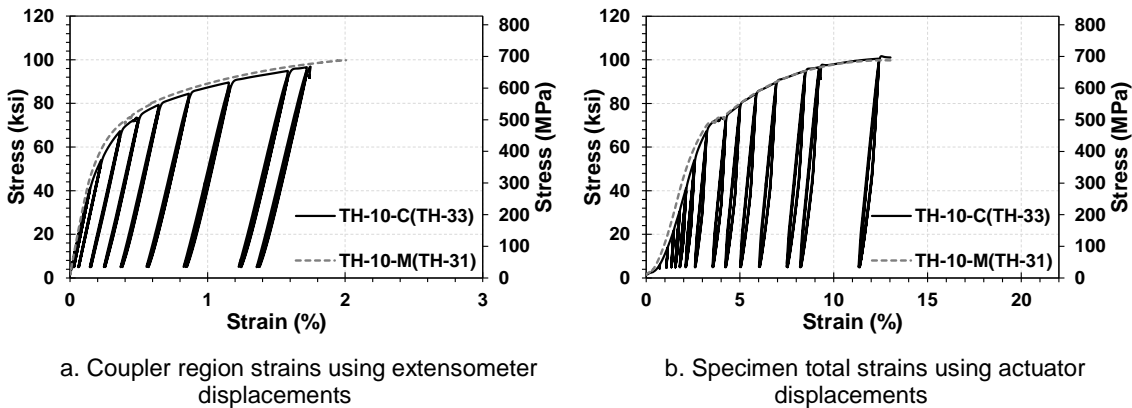 120
100
80
60
40
20
0
Stress (ksi)
800
700
600
500
400
300
200
100
0
Stress (MPa)
TH-10-C(TH-33)
TH-10-M(TH-31)
0 1 2 3
Strain (%)
a. Coupler region strains using extensometer
displacements
120
100
80
60
40
20
0
Stress (ksi)
800
700
600
500
400
300
200
100
0
Stress (MPa)
TH-10-C(TH-33)
TH-10-M(TH-31)
0 5 10 15 20
Strain (%)
b. Specimen total strains using actuator
displacements